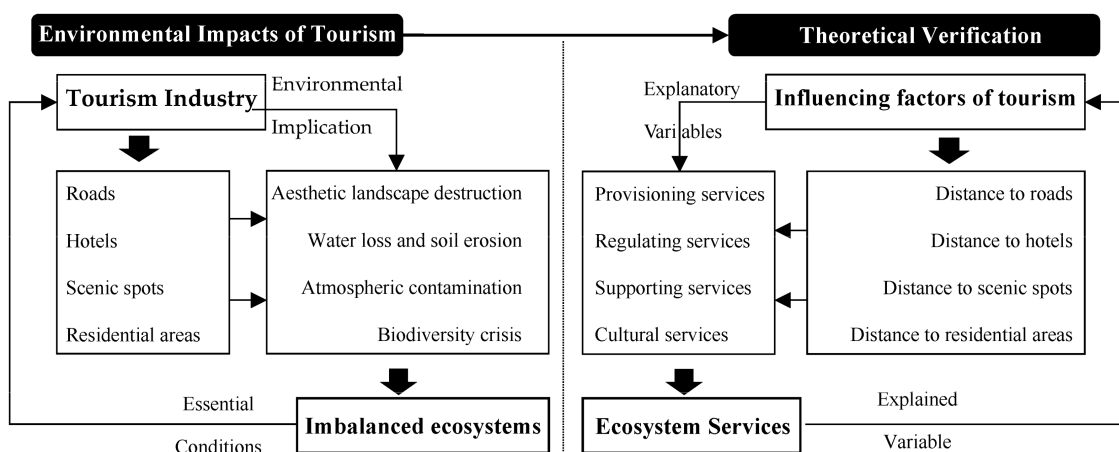 Environmental Impacts of Tourism
Theoretical Verification
Tourism Industry
Environmental
Implication
Roads
Hotels
Scenic spots
Residential areas
Aesthetic landscape destruction
Water loss and soil erosion
Atmospheric contamination
Biodiversity crisis
Essential
Conditions
Imbalanced ecosystems
Explanatory
Variables
Influencing factors of tourism
Provisioning services
Regulating services
Supporting services
Cultural services
Distance to roads
Distance to hotels
Distance to scenic spots
Distance to residential areas
Ecosystem Services
Explained
Variable